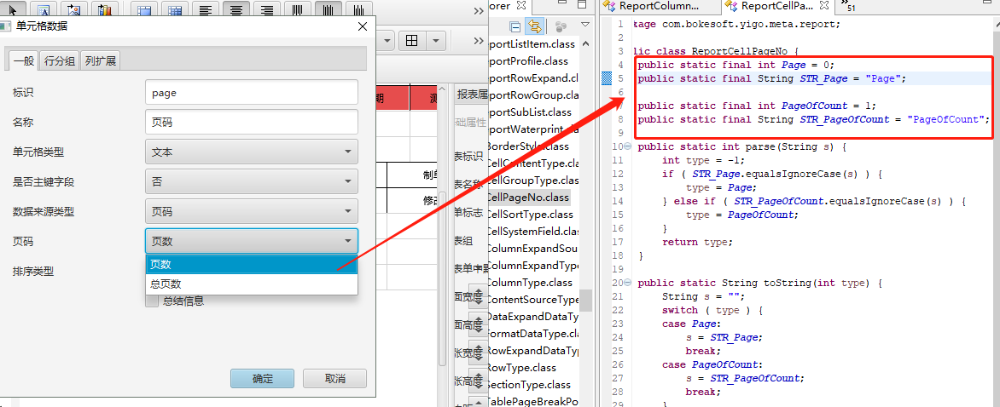 单元格数据
一般
行分组
列扩展
标识
page
名称
页码
单元格类型
文本
是否主键字段
否
数据来源类型
页码
页码
页数
页数
总页数
排序类型
总结信息
确定
取消
期
测
制单
修改
报表属
础属性
表标识
表名称
单标志
表组
表单中
面宽度
面高度
张宽度
张高度
orer
portListItem.class
portProfile.class
portRowExpand.cl
portRowGroup.cl
portSubList.class
portWaterprint.cla
BorderStyle.class
CellContentType.cl
CellGroupType.clas
CellPageNo.class
CellSortType.class
CellSystemField.cla
ColumnExpandSou
ColumnExpandTyp
ColumnType.class
ContentSourceType
DataExpandDataTy
FormatDataType.cl
RowExpandDataTyp
RowType.class
SectionType.class
TablePageBreakPo
ReportColumn...
ReportCellPa...
51
1 kage com.bokesoft.yigo.meta.report;
2
3 lic class ReportCellPageNo {
4 public static final int Page = 0;
5 public static final String STR_Page = "Page";
6
7 public static final int PageOfCount = 1;
8 public static final String STR_PageOfCount = "PageOfCount";
9
10 public static int parse(String s) {
11 int type = -1;
12 if ( STR_Page.equalsIgnoreCase(s) ) {
13 type = Page;
14 } else if ( STR_PageOfCount.equalsIgnoreCase(s) ) {
15 type = PageOfCount;
16 }
17 return type;
18 }
19
20 public static String toString(int type) {
21 String s = "";
22 switch ( type ) {
23 case Page:
24 s = STR_Page;
25 break;
26 case PageOfCount:
27 s = STR_PageOfCount;
28 break;
29 }